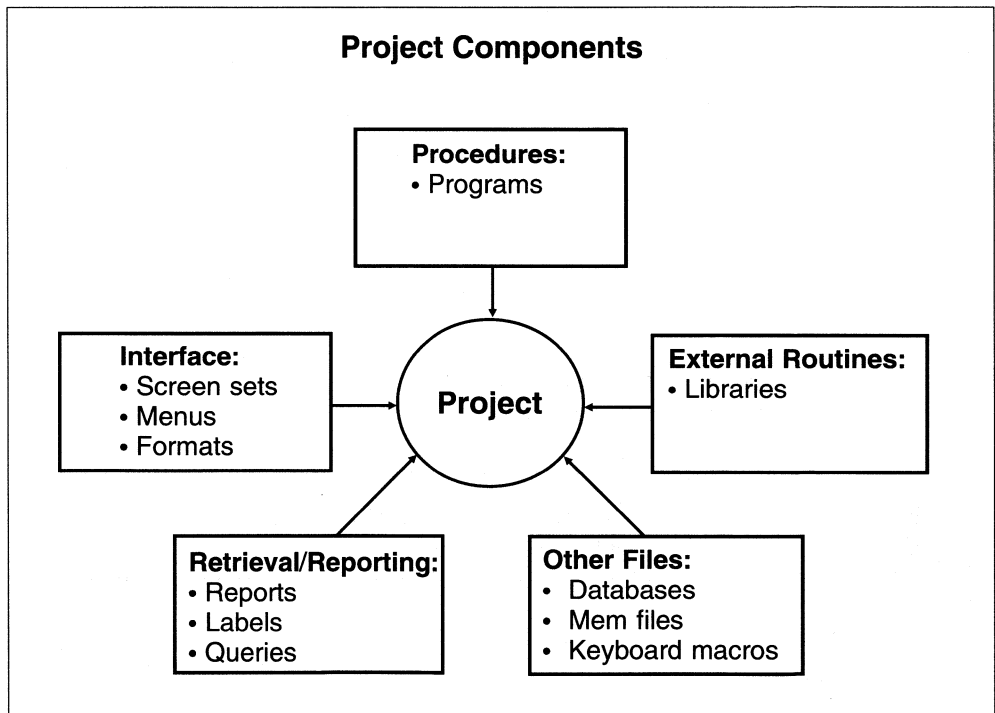 Project Components
Procedures:
• Programs
Interface:
• Screen sets
• Menus
• Formats
Project
External Routines:
• Libraries
Retrieval/Reporting:
• Reports
• Labels
• Queries
Other Files:
• Databases
• Mem files
• Keyboard macros